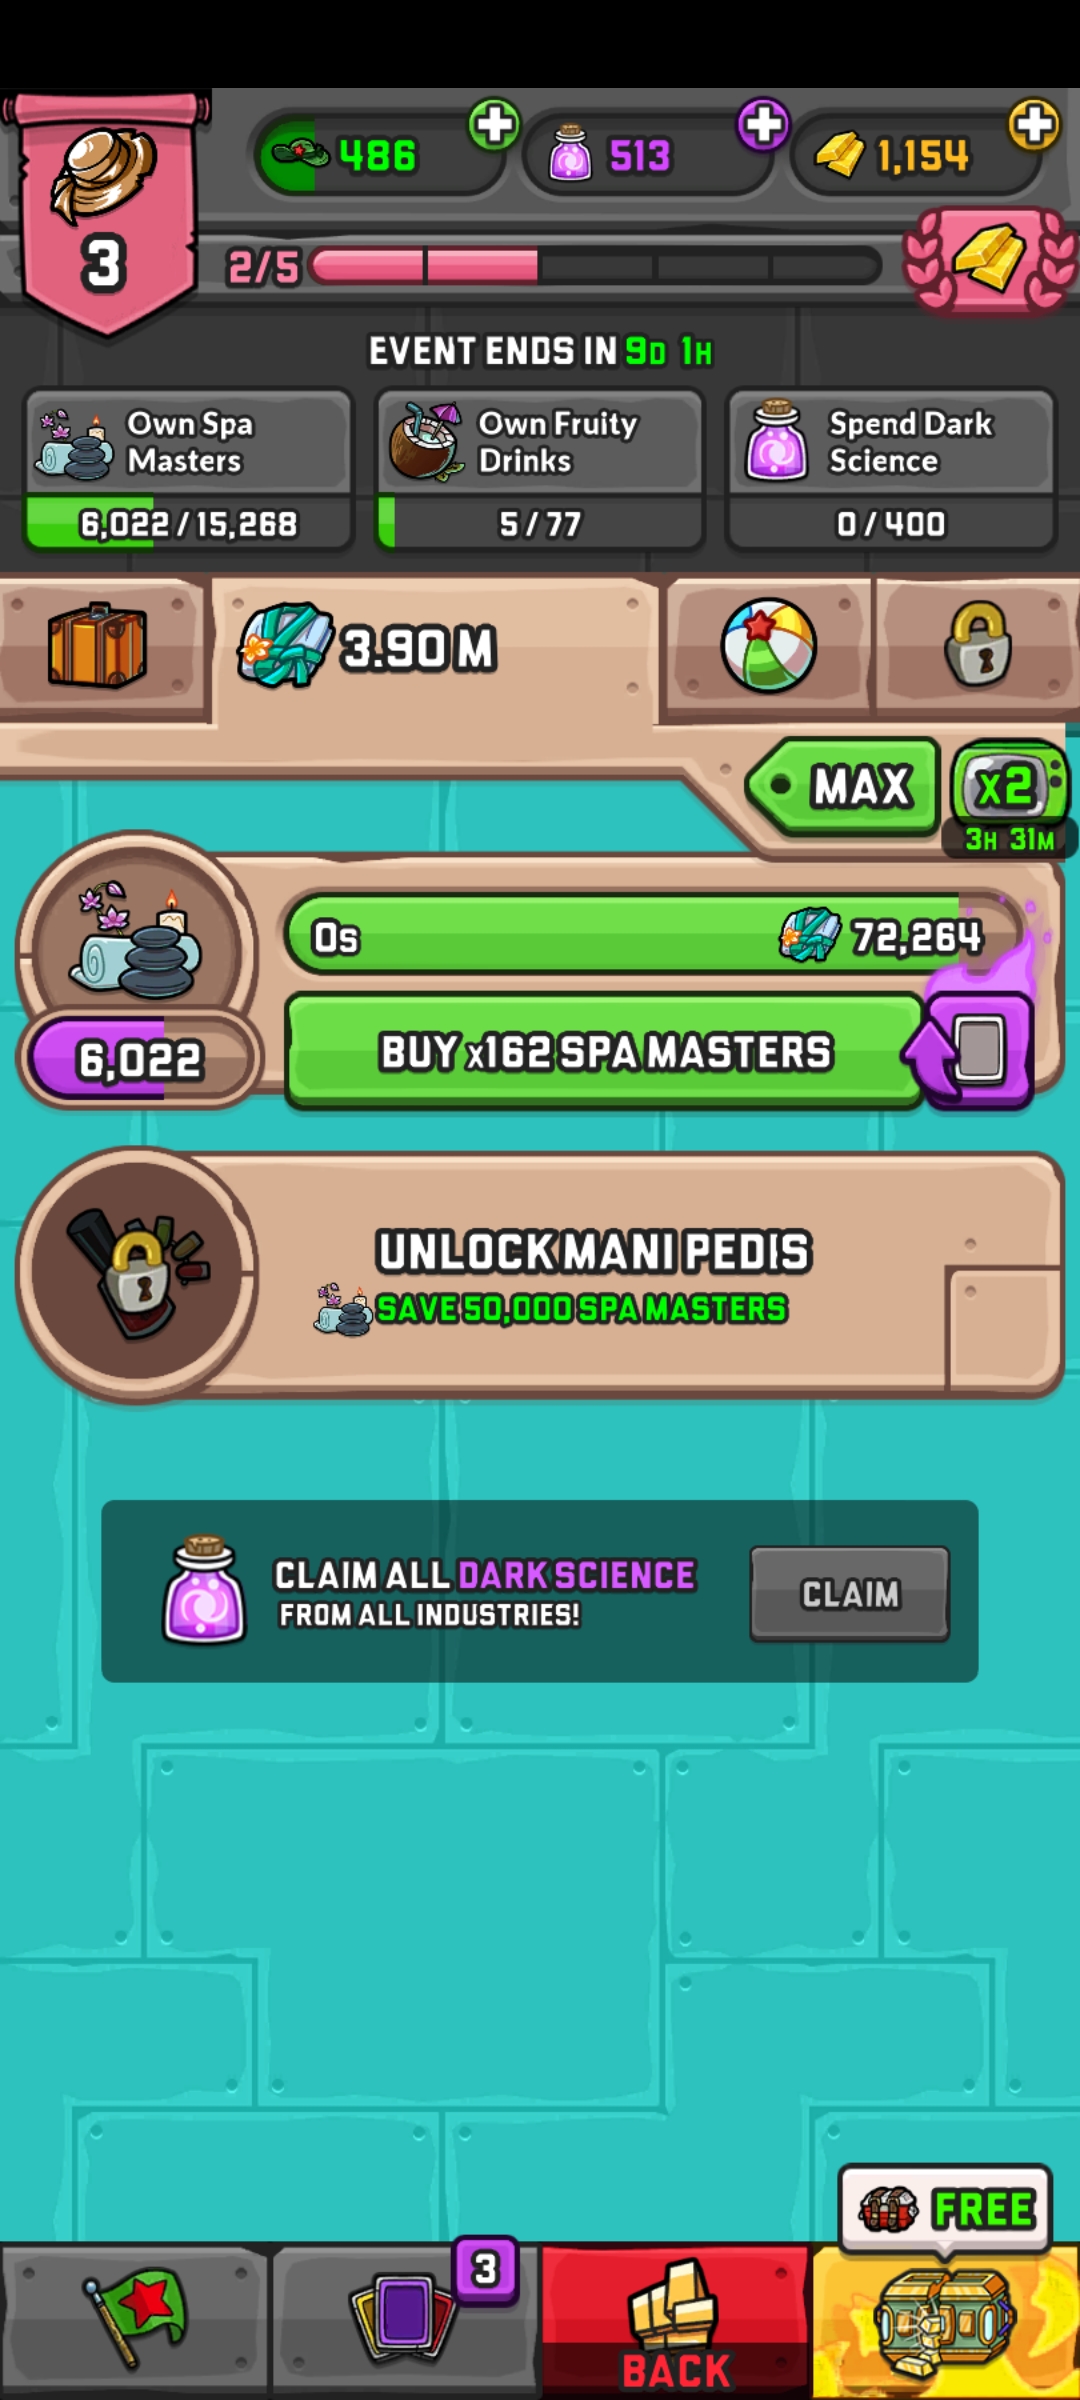 486
513
1,154
3
2/5
EVENT ENDS IN 9D 1H
Own Spa
Masters
6,022/15,268
Own Fruity
Drinks
5/77
Spend Dark
Science
0/400
3.90 M
MAX
x2
3H 31M
0s
72,264
6,022
BUY x162 SPA MASTERS
UNLOCK MANI PEDIS
SAVE 50,000 SPA MASTERS
CLAIM ALL DARK SCIENCE
FROM ALL INDUSTRIES!
CLAIM
FREE
3
BACK